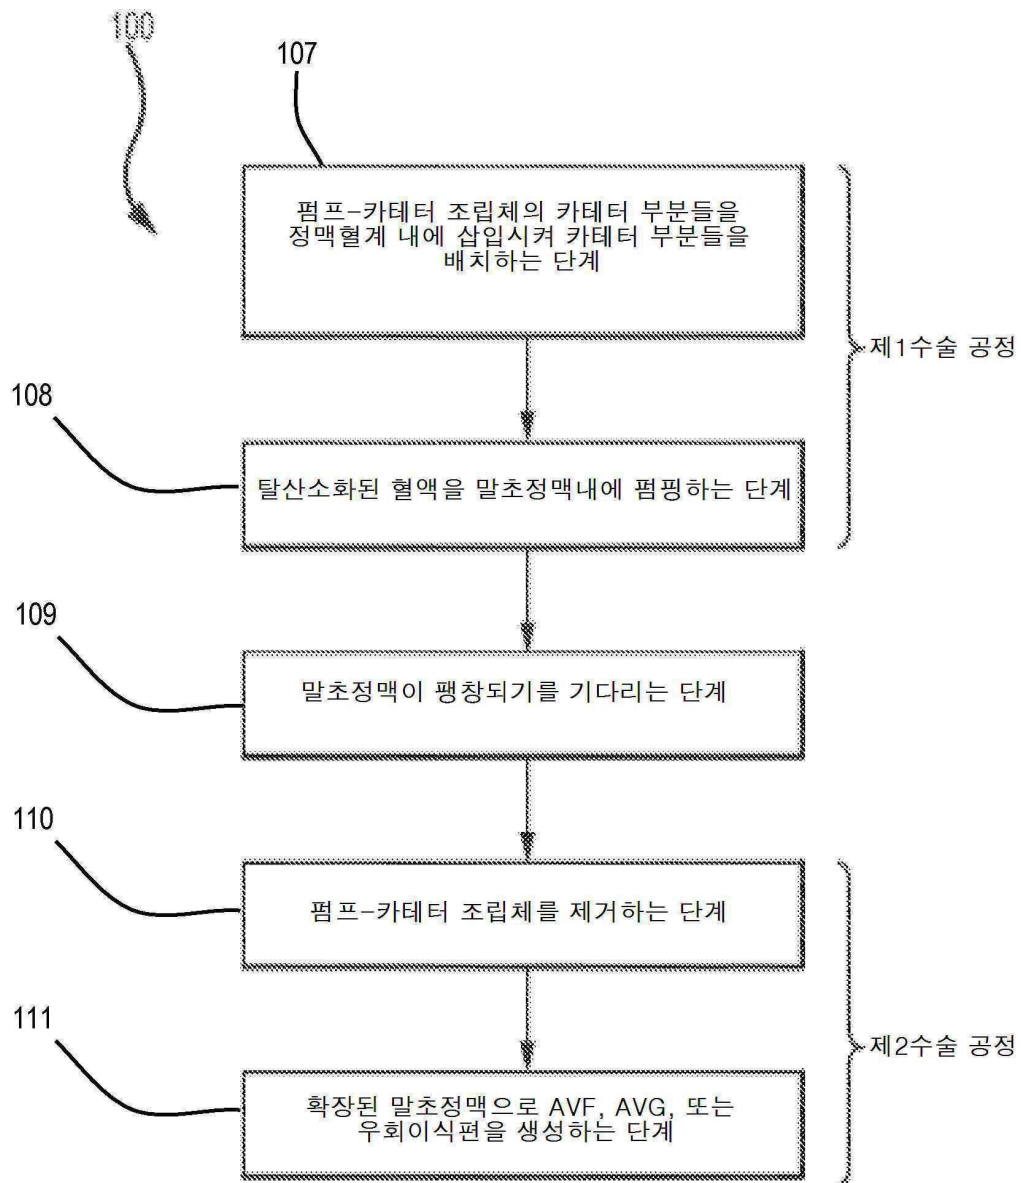 100
107
펌프-카테터 조립체의 카테터 부분들을
정맥혈계 내에 삽입시켜 카테터 부분들을
배치하는 단계
제1수술 공정
108
탈산소화된 혈액을 말초정맥내에 펌핑하는 단계
109
말초정맥이 팽창되기를 기다리는 단계
110
펌프-카테터 조립체를 제거하는 단계
111
제2수술 공정
확장된 말초정맥으로 AVF, AVG, 또는
우회이식편을 생성하는 단계